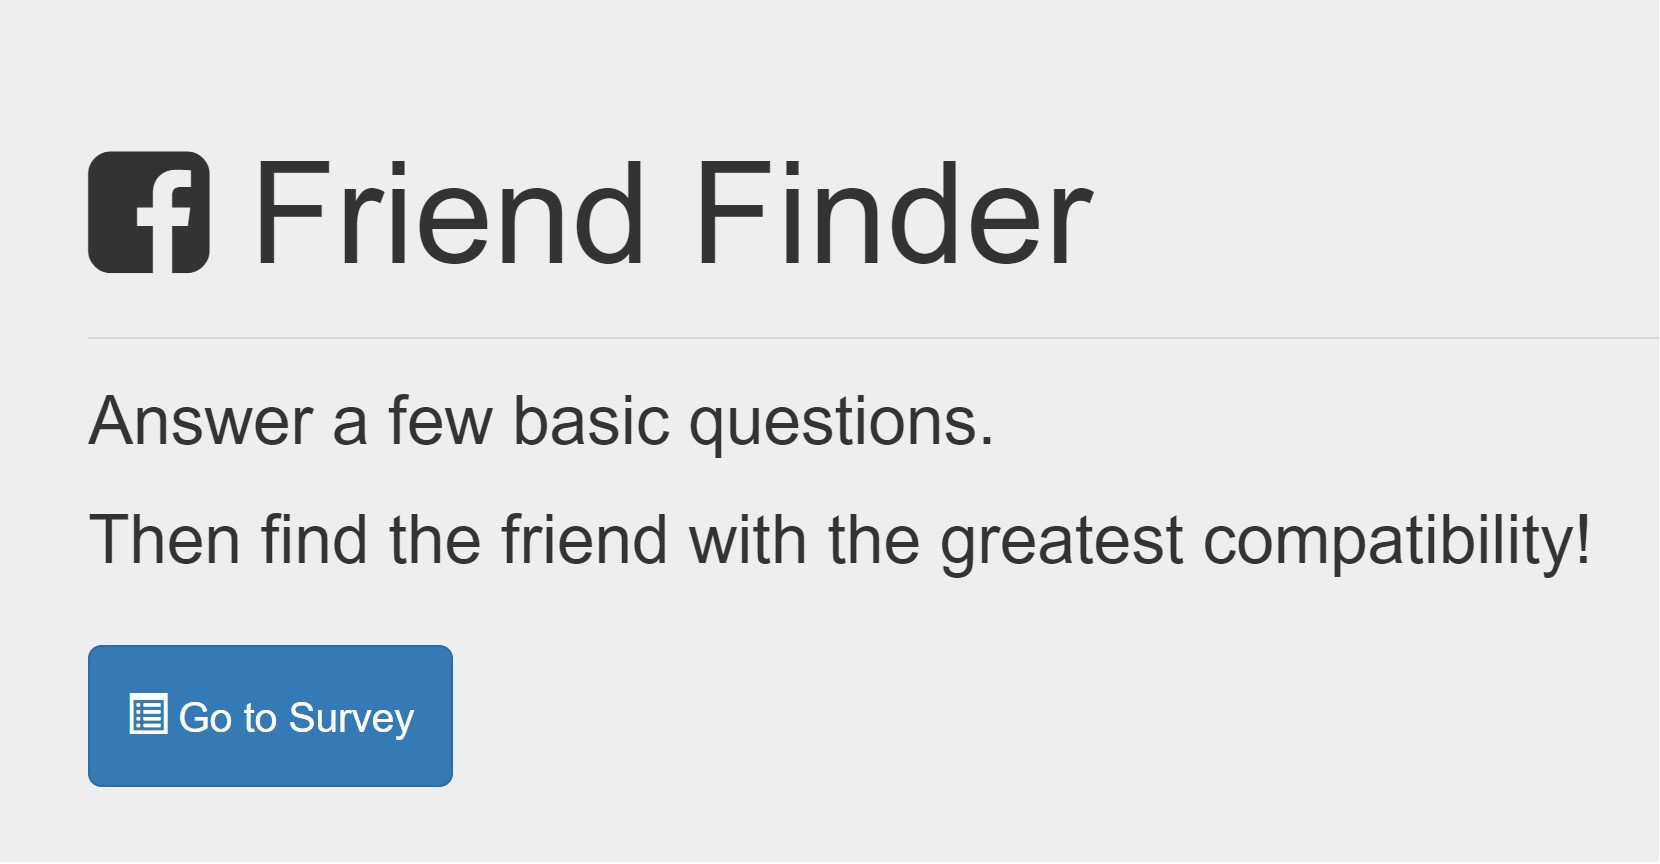 Friend Finder
Answer a few basic questions.
Then find the friend with the greatest compatibility!
Go to Survey